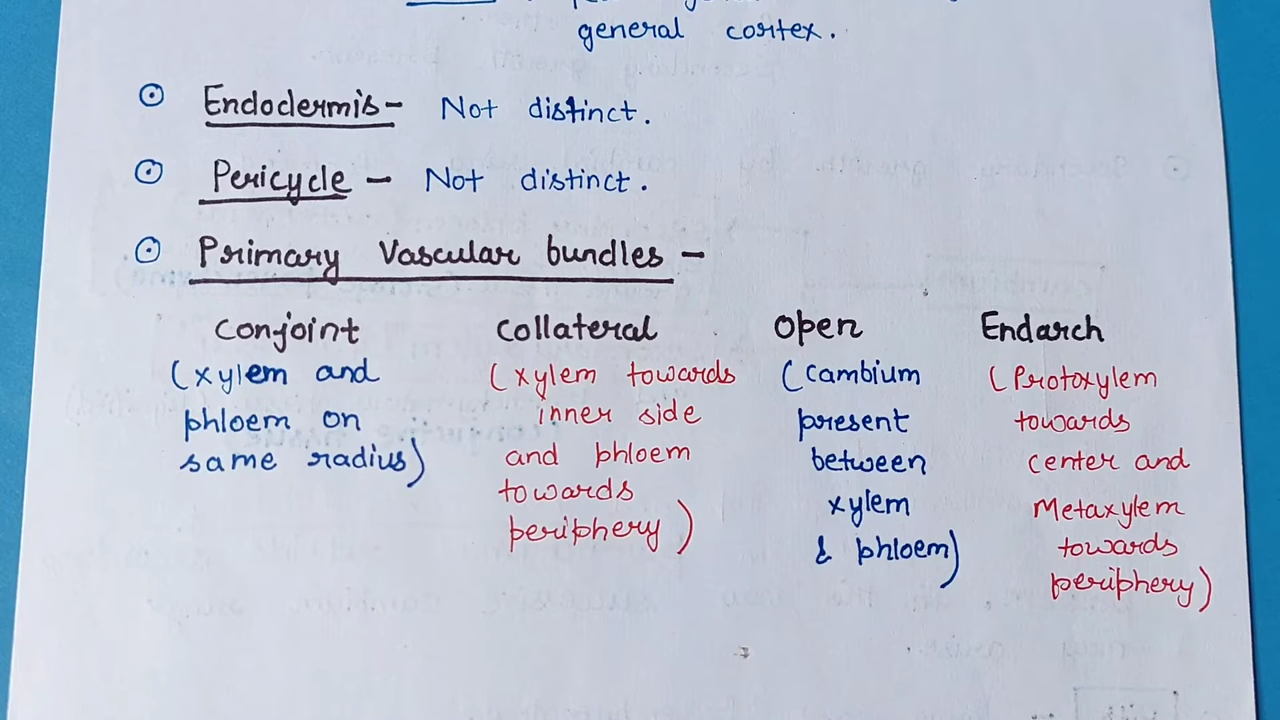 general cortex.
⊙ Endodermis- Not distinct.
⊙ Pericycle - Not distinct.
⊙ Primary Vascular bundles -
Conjoint
(xylem and
phloem on
same radius)
Collateral
(xylem towards
inner side
and phloem
towards
periphery)
Open
(Cambium
present
between
xylem
& phloem)
Endarch
(Protoxylem
towards
center and
Metaxylem
towards
periphery)